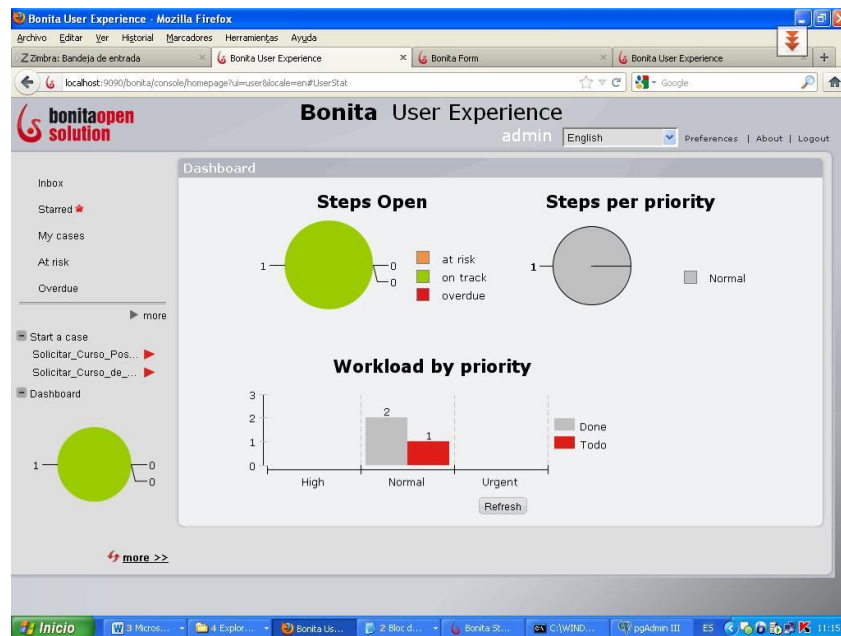 Bonita User Experience - Mozilla Firefox
Archivo Editar Ver Historial Marcadores Herramientas Ayuda
Zimbra: Bandeja de entrada
Bonita User Experience
Bonita Form
Bonita User Experience
localhost:9090/bonita/console/homepage?ui=user&locale=en#UserStat
Google
bonitaopen
solution
Bonita User Experience
admin
English
Preferences | About | Logout
Inbox
Starred
My cases
At risk
Overdue
more
Start a case
Solicitar_Curso_Pos...
Solicitar_Curso_de_...
Dashboard
1
0
0
more >>
Dashboard
Steps Open
1
0
0
at risk
on track
overdue
Steps per priority
1
Normal
Workload by priority
3
2
1
0
2
1
High Normal Urgent
Done
Todo
Refresh
Inicio
3 Micros...
4 Explor...
Bonita Us...
2 Bloc d...
Bonita St...
C:\WIND...
pgAdmin III
ES
11:15